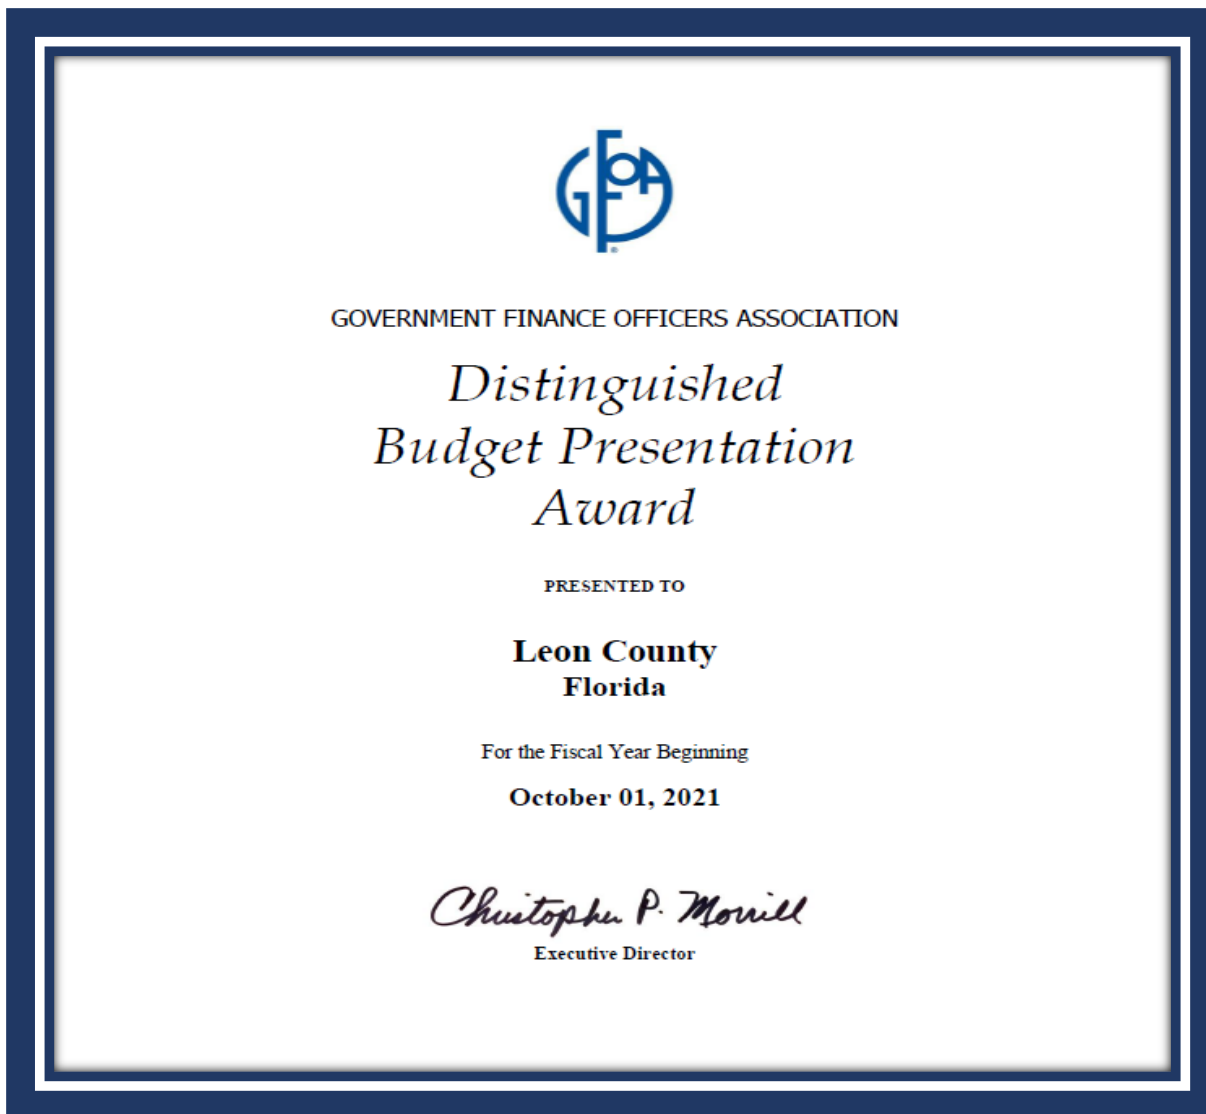 GFOA
®
GOVERNMENT FINANCE OFFICERS ASSOCIATION
Distinguished
Budget Presentation
Award
PRESENTED TO
Leon County
Florida
For the Fiscal Year Beginning
October 01, 2021
Christopher P. Morrill
Executive Director